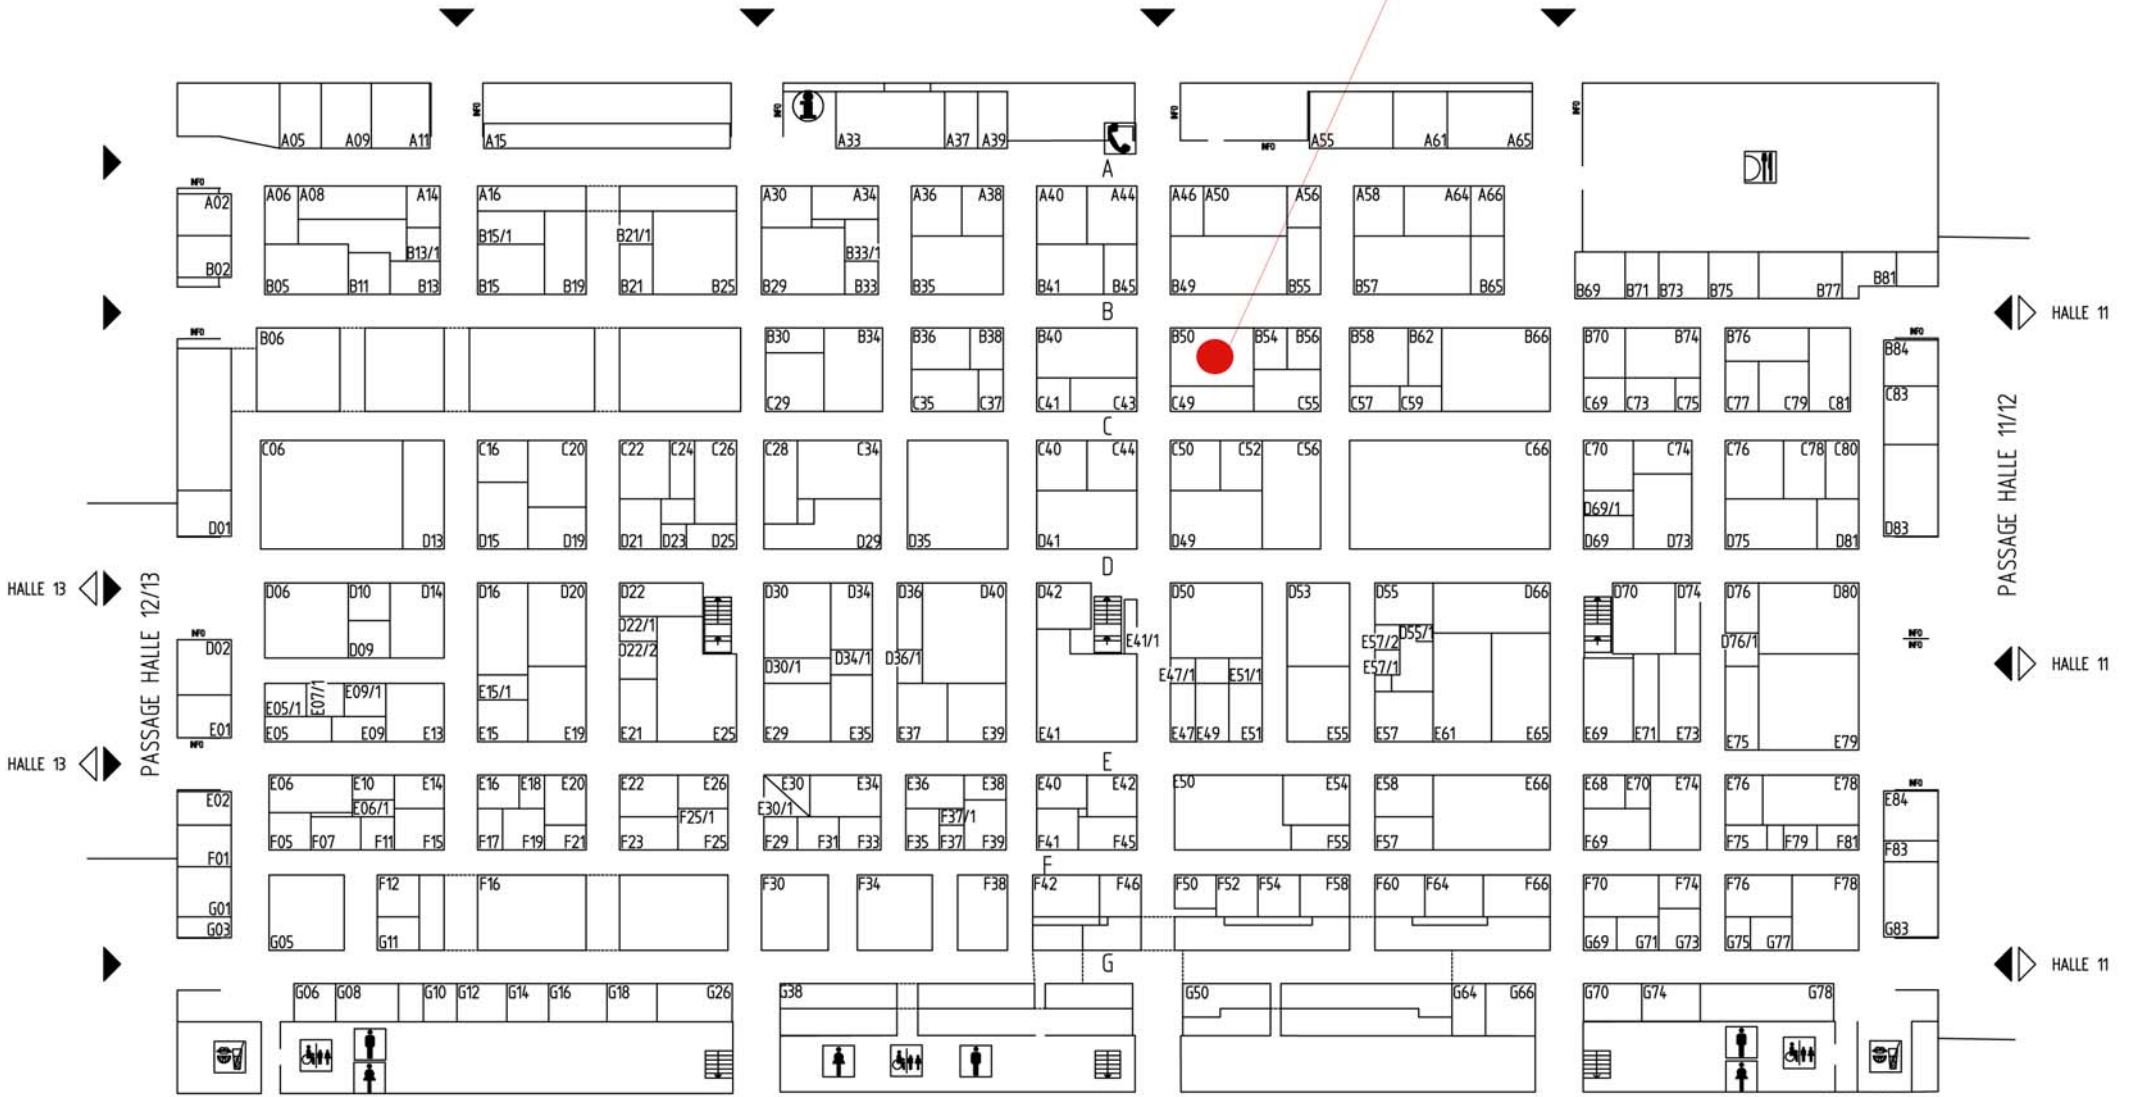 INFO INFO INFO INFO
A05 A09 A11 A15 A33 A37 A39 INFO A55 A61 A65
A
INFO
A02 A06 A08 A14 A16 A30 A34 A36 A38 A40 A44 A46 A50 A56 A58 A64 A66
B15/1 B21/1
B13/1 B33/1
B02 B05 B11 B13 B15 B19 B21 B25 B29 B33 B35 B41 B45 B49 B55 B57 B65 B69 B71 B73 B75 B77 B81
B HALLE 11
INFO INFO
B06 B30 B34 B36 B38 B40 B50 B54 B56 B58 B62 B66 B70 B74 B76 B84
C83
C29 C35 C37 C41 C43 C49 C55 C57 C59 C69 C73 C75 C77 C79 C81
C
C06 C16 C20 C22 C24 C26 C28 C34 C40 C44 C50 C52 C56 C66 C70 C74 C76 C78 C80
PASSAGE HALLE 11/12
D69/1
D01 D13 D15 D19 D21 D23 D25 D29 D35 D41 D49 D69 D73 D75 D81 D83
D
HALLE 13 D06 D10 D14 D16 D20 D22 D30 D34 D36 D40 D42 D50 D53 D55 D66 D70 D74 D76 D80
PASSAGE HALLE 12/13
INFO D22/1 D55/1 INFO
D02 D09 D22/2 E41/1 E57/2 D76/1 INFO
D30/1 D34/1 D36/1 E47/1 E51/1 E57/1 HALLE 11
E05/1 E07/1 E09/1 E15/1
E01 E05 E09 E13 E15 E19 E21 E25 E29 E35 E37 E39 E41 E47 E49 E51 E55 E57 E61 E65 E69 E71 E73 E75 E79
INFO
HALLE 13 E
INFO
E06 E10 E14 E16 E18 E20 E22 E26 E30 E34 E36 E38 E40 E42 E50 E54 E58 E66 E68 E70 E74 E76 E78
E02 E06/1 E30/1 F25/1 F37/1 E84
F05 F07 F11 F15 F17 F19 F21 F23 F25 F29 F31 F33 F35 F37 F39 F41 F45 F55 F57 F69 F75 F79 F81 F83
F01 F
F12 F16 F30 F34 F38 F42 F46 F50 F52 F54 F58 F60 F64 F66 F70 F74 F76 F78
G01
G03 G83
G05 G11 G69 G71 G73 G75 G77
G HALLE 11
G06 G08 G10 G12 G14 G16 G18 G26 G38 G50 G64 G66 G70 G74 G78